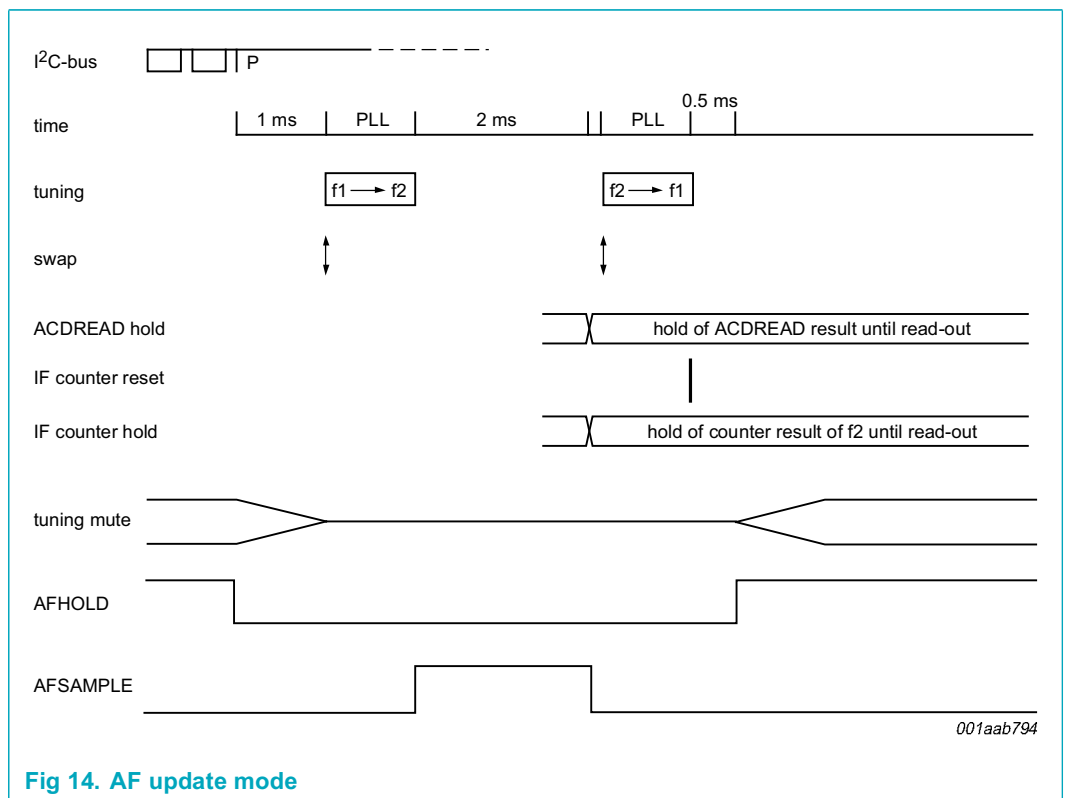 I2C-bus P
0.5 ms
time 1 ms PLL 2 ms PLL
tuning f1 → f2 f2 → f1
swap
ACDREAD hold hold of ACDREAD result until read-out
IF counter reset
IF counter hold hold of counter result of f2 until read-out
tuning mute
AFHOLD
AFSAMPLE
001aab794
Fig 14. AF update mode